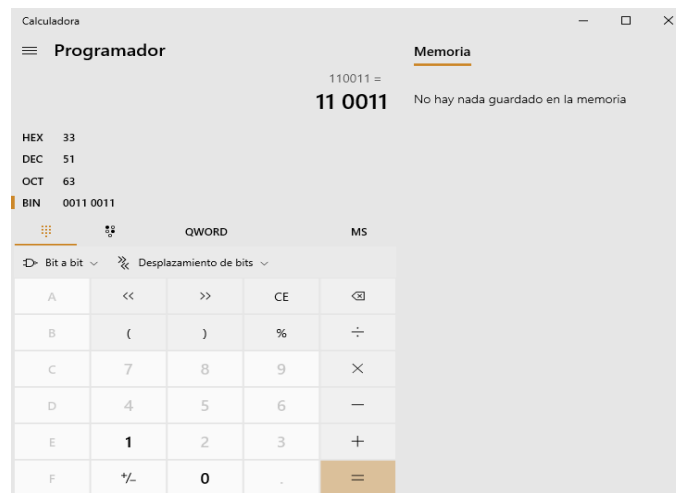 Calculadora
Programador
Memoria
110011 =
11 0011
No hay nada guardado en la memoria
HEX 33
DEC 51
OCT 63
BIN 0011 0011
QWORD MS
Bit a bit Desplazamiento de bits
A << >> CE
B ( ) % ÷
C 7 8 9 ×
D 4 5 6 −
E 1 2 3 +
F +/− 0 . =